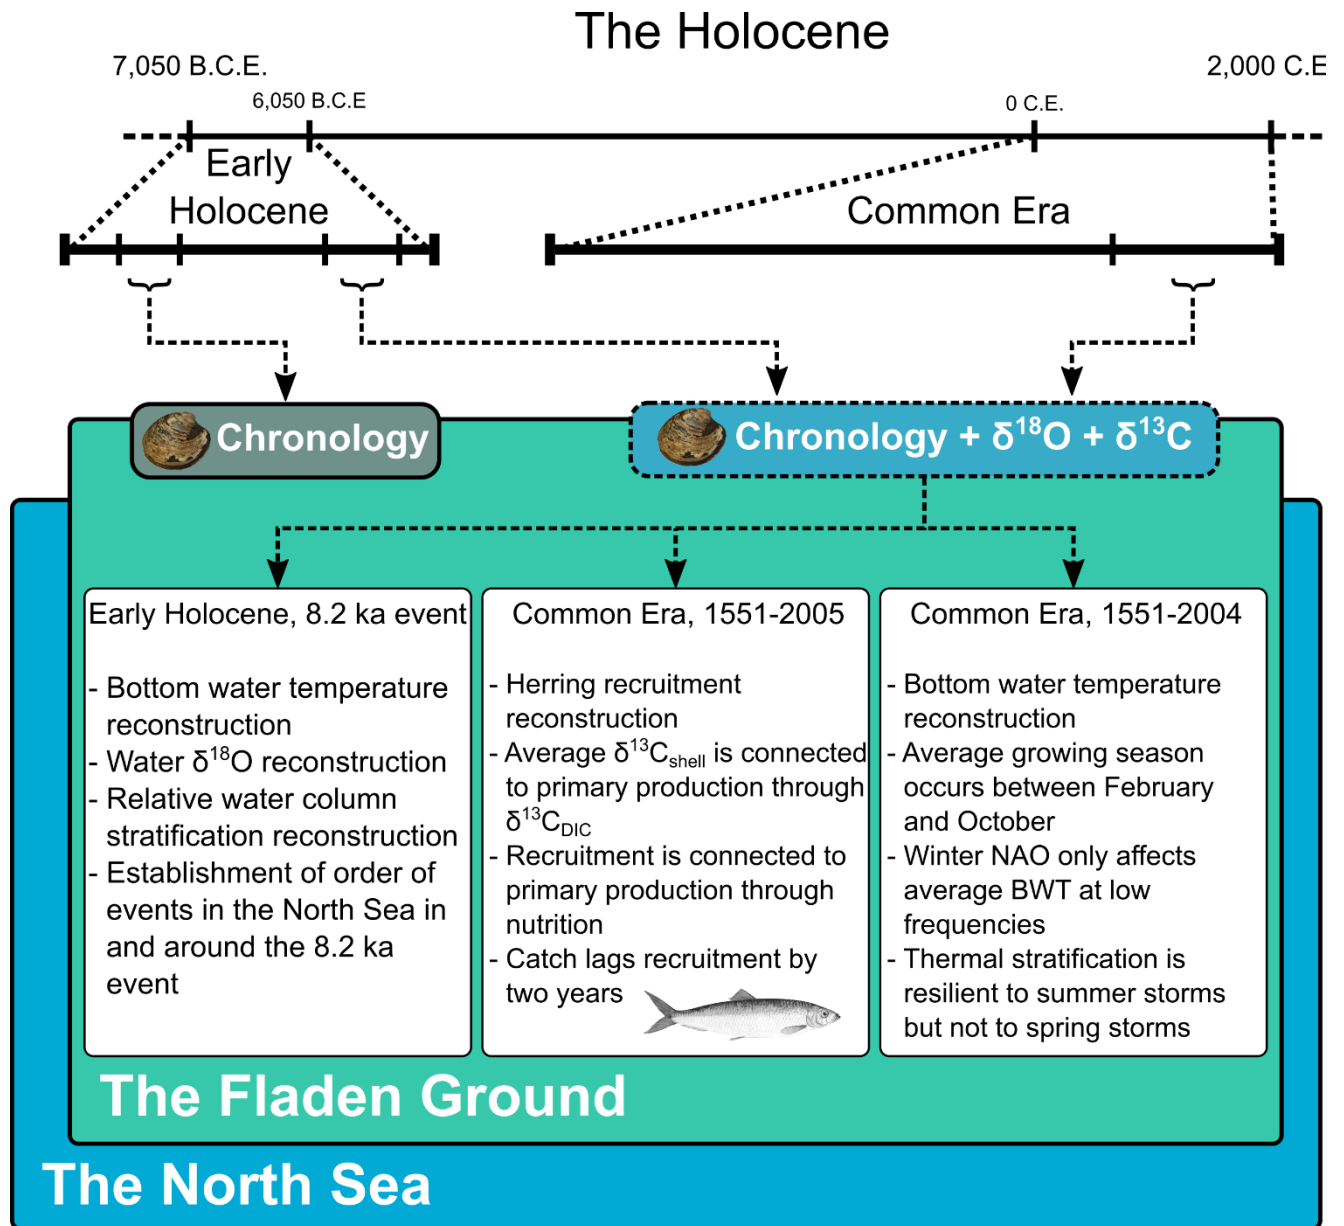 The Holocene
7,050 B.C.E.
2,000 C.E
6,050 B.C.E
0 C.E.
Early
Holocene
Common Era
Chronology
Chronology + δ¹⁸O + δ¹³C
Early Holocene, 8.2 ka event
- Bottom water temperature
reconstruction
- Water δ¹⁸O reconstruction
- Relative water column
stratification reconstruction
- Establishment of order of
events in the North Sea in
and around the 8.2 ka
event
Common Era, 1551-2005
- Herring recruitment
reconstruction
- Average δ¹³C_shell is connected
to primary production through
δ¹³C_DIC
- Recruitment is connected to
primary production through
nutrition
- Catch lags recruitment by
two years
Common Era, 1551-2004
- Bottom water temperature
reconstruction
- Average growing season
occurs between February
and October
- Winter NAO only affects
average BWT at low
frequencies
- Thermal stratification is
resilient to summer storms
but not to spring storms
The Fladen Ground
The North Sea